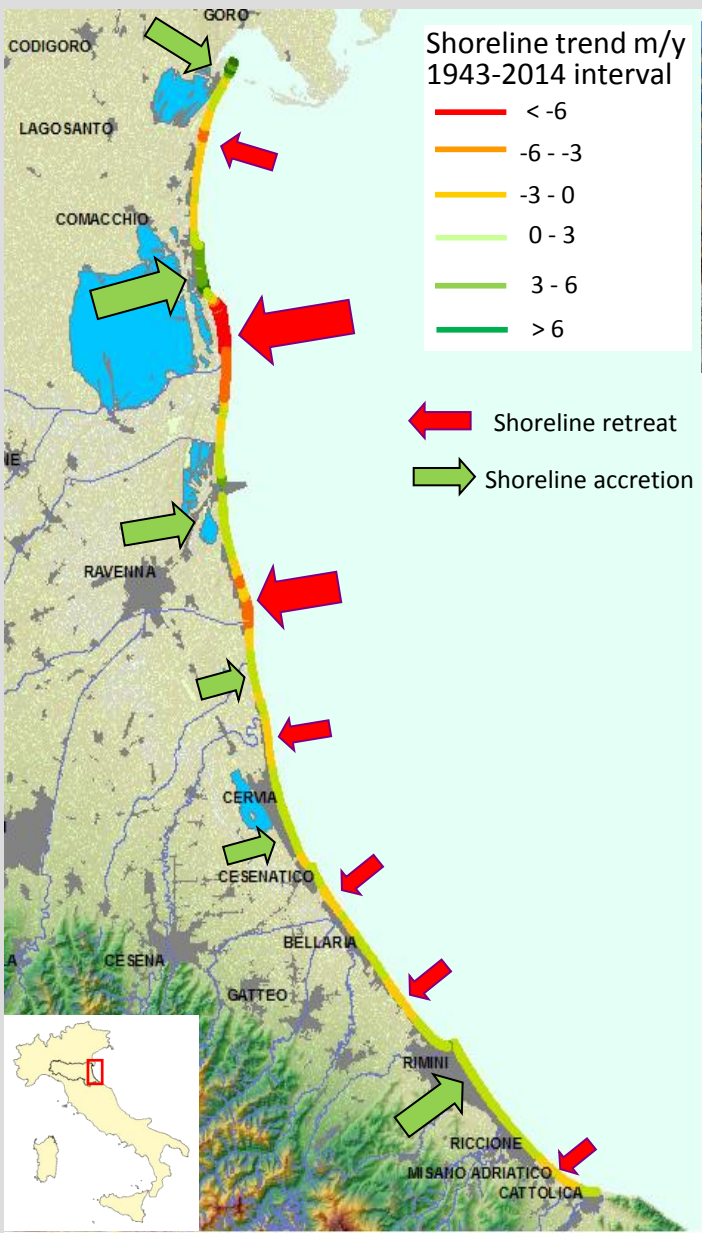 GORO
CODIGORO
LAGOSANTO
COMACCHIO
NE
RAVENNA
CERVIA
CESENATICO
BELLARIA
CESENA
GATTEO
RIMINI
RICCIONE
MISANO ADRIATICO
CATTOLICA
Shoreline trend m/y
1943-2014 interval
< -6
-6 - -3
-3 - 0
0 - 3
3 - 6
> 6
Shoreline retreat
Shoreline accretion